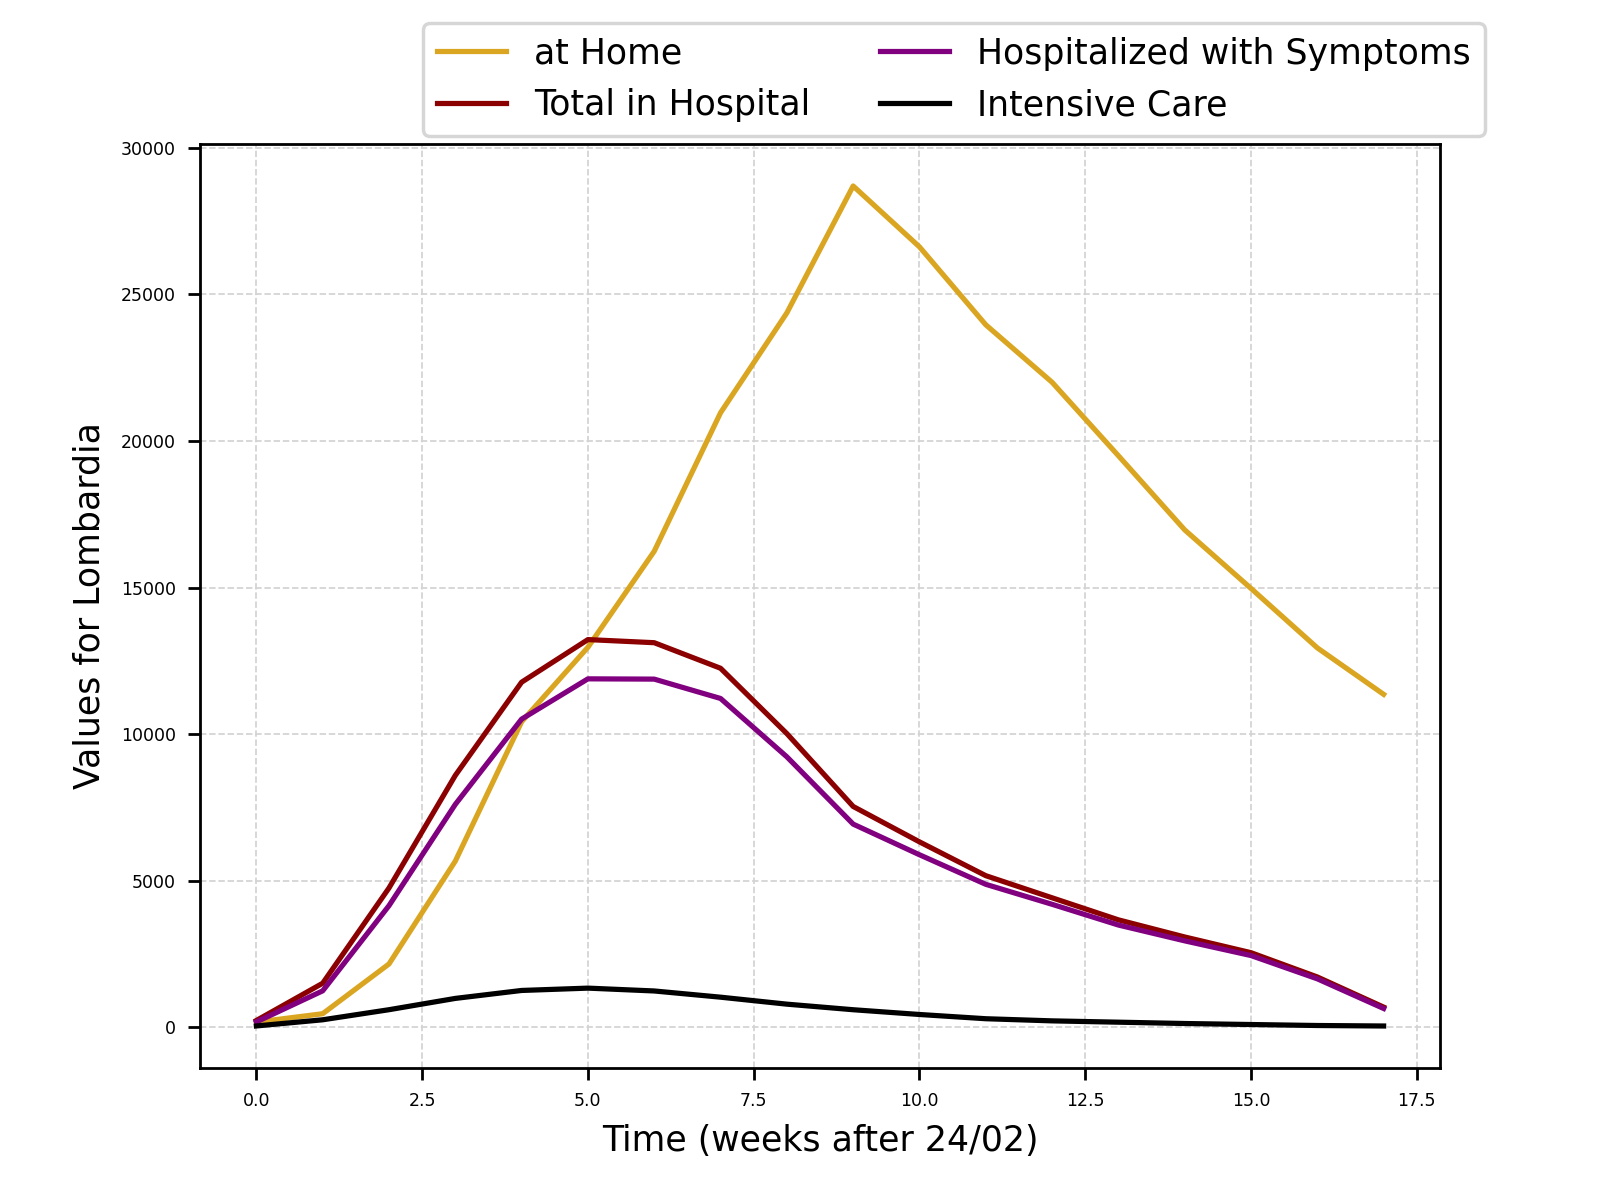 at Home
Total in Hospital
Hospitalized with Symptoms
Intensive Care
30000
25000
20000
15000
10000
5000
0
Values for Lombardia
0.0 2.5 5.0 7.5 10.0 12.5 15.0 17.5
Time (weeks after 24/02)